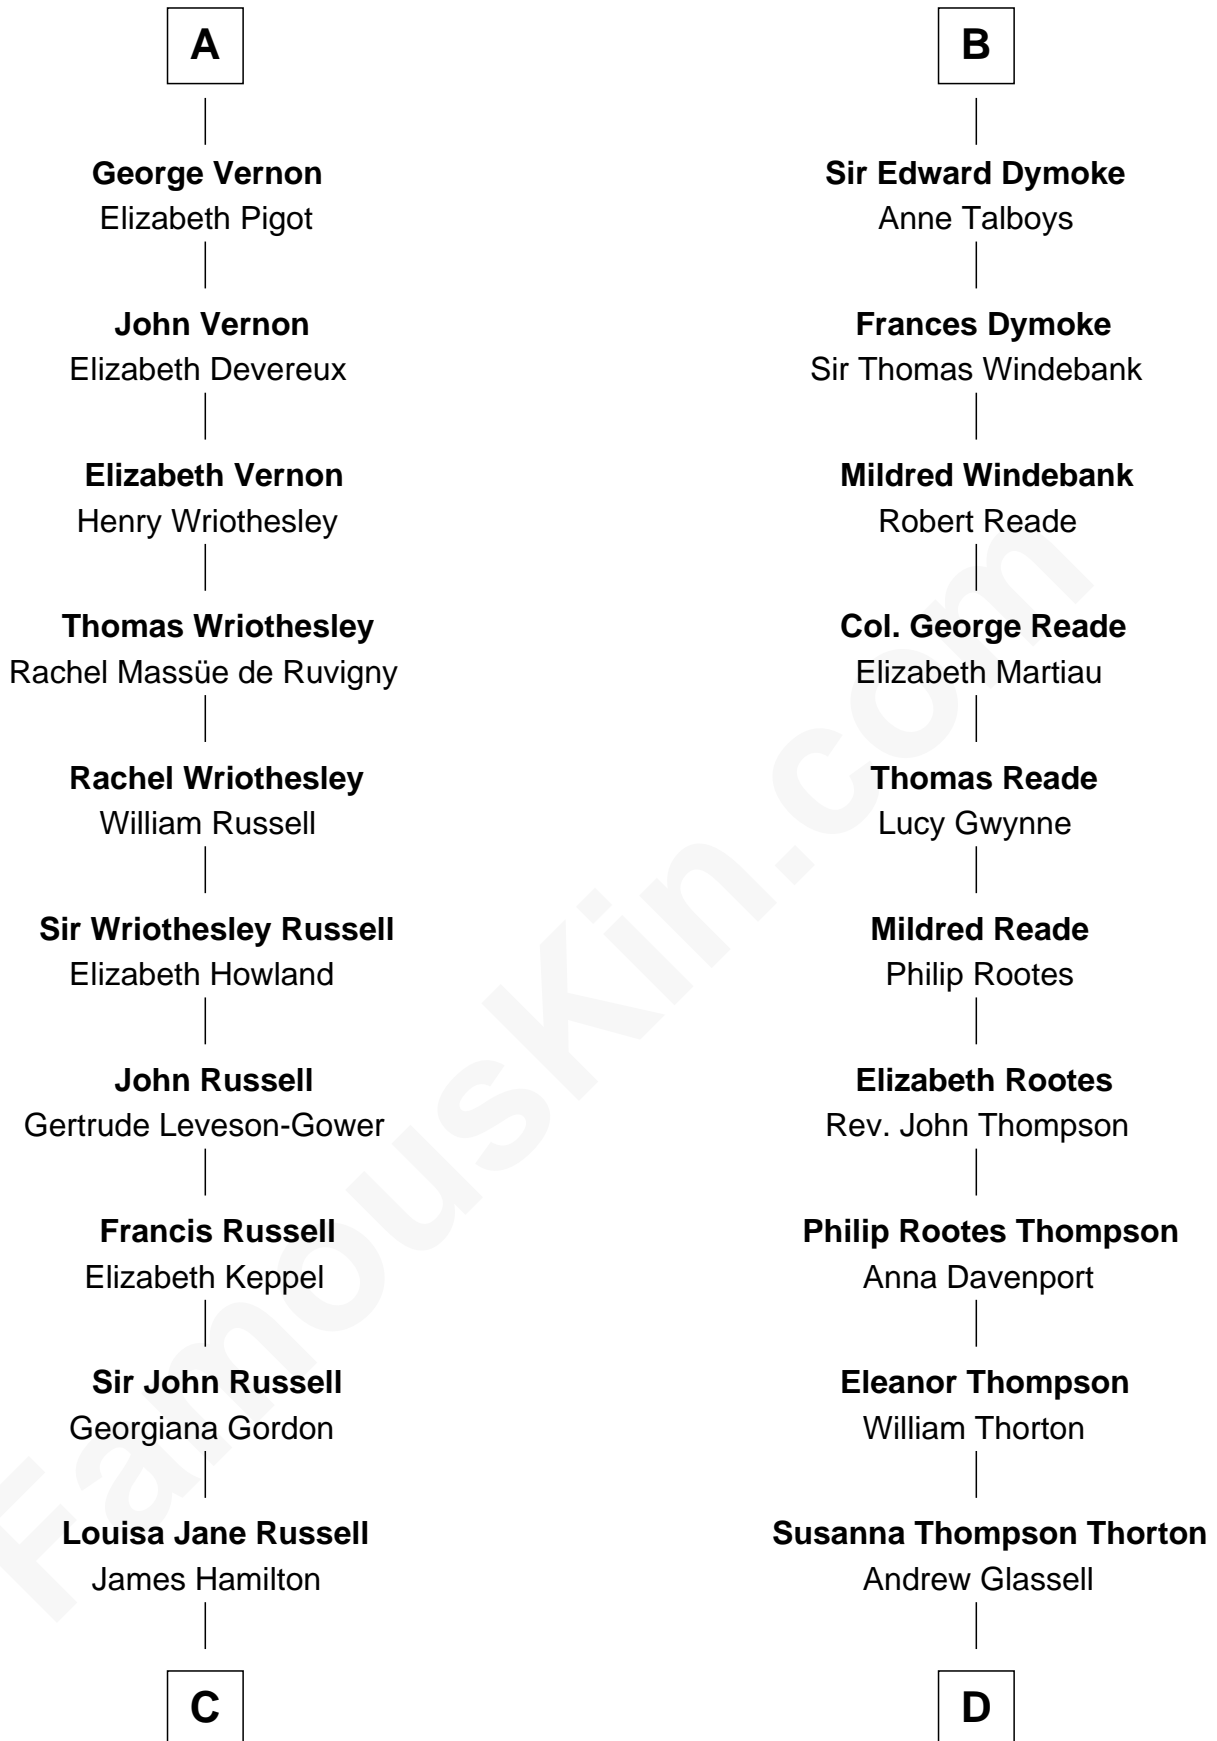 A
George Vernon
Elizabeth Pigot
John Vernon
Elizabeth Devereux
Elizabeth Vernon
Henry Wriothesley
Thomas Wriothesley
Rachel Massüe de Ruvigny
Rachel Wriothesley
William Russell
Sir Wriothesley Russell
Elizabeth Howland
John Russell
Gertrude Leveson-Gower
Francis Russell
Elizabeth Keppel
Sir John Russell
Georgiana Gordon
Louisa Jane Russell
James Hamilton
C
B
Sir Edward Dymoke
Anne Talboys
Frances Dymoke
Sir Thomas Windebank
Mildred Windebank
Robert Reade
Col. George Reade
Elizabeth Martiau
Thomas Reade
Lucy Gwynne
Mildred Reade
Philip Rootes
Elizabeth Rootes
Rev. John Thompson
Philip Rootes Thompson
Anna Davenport
Eleanor Thompson
William Thorton
Susanna Thompson Thorton
Andrew Glassell
D
FamousKin.com